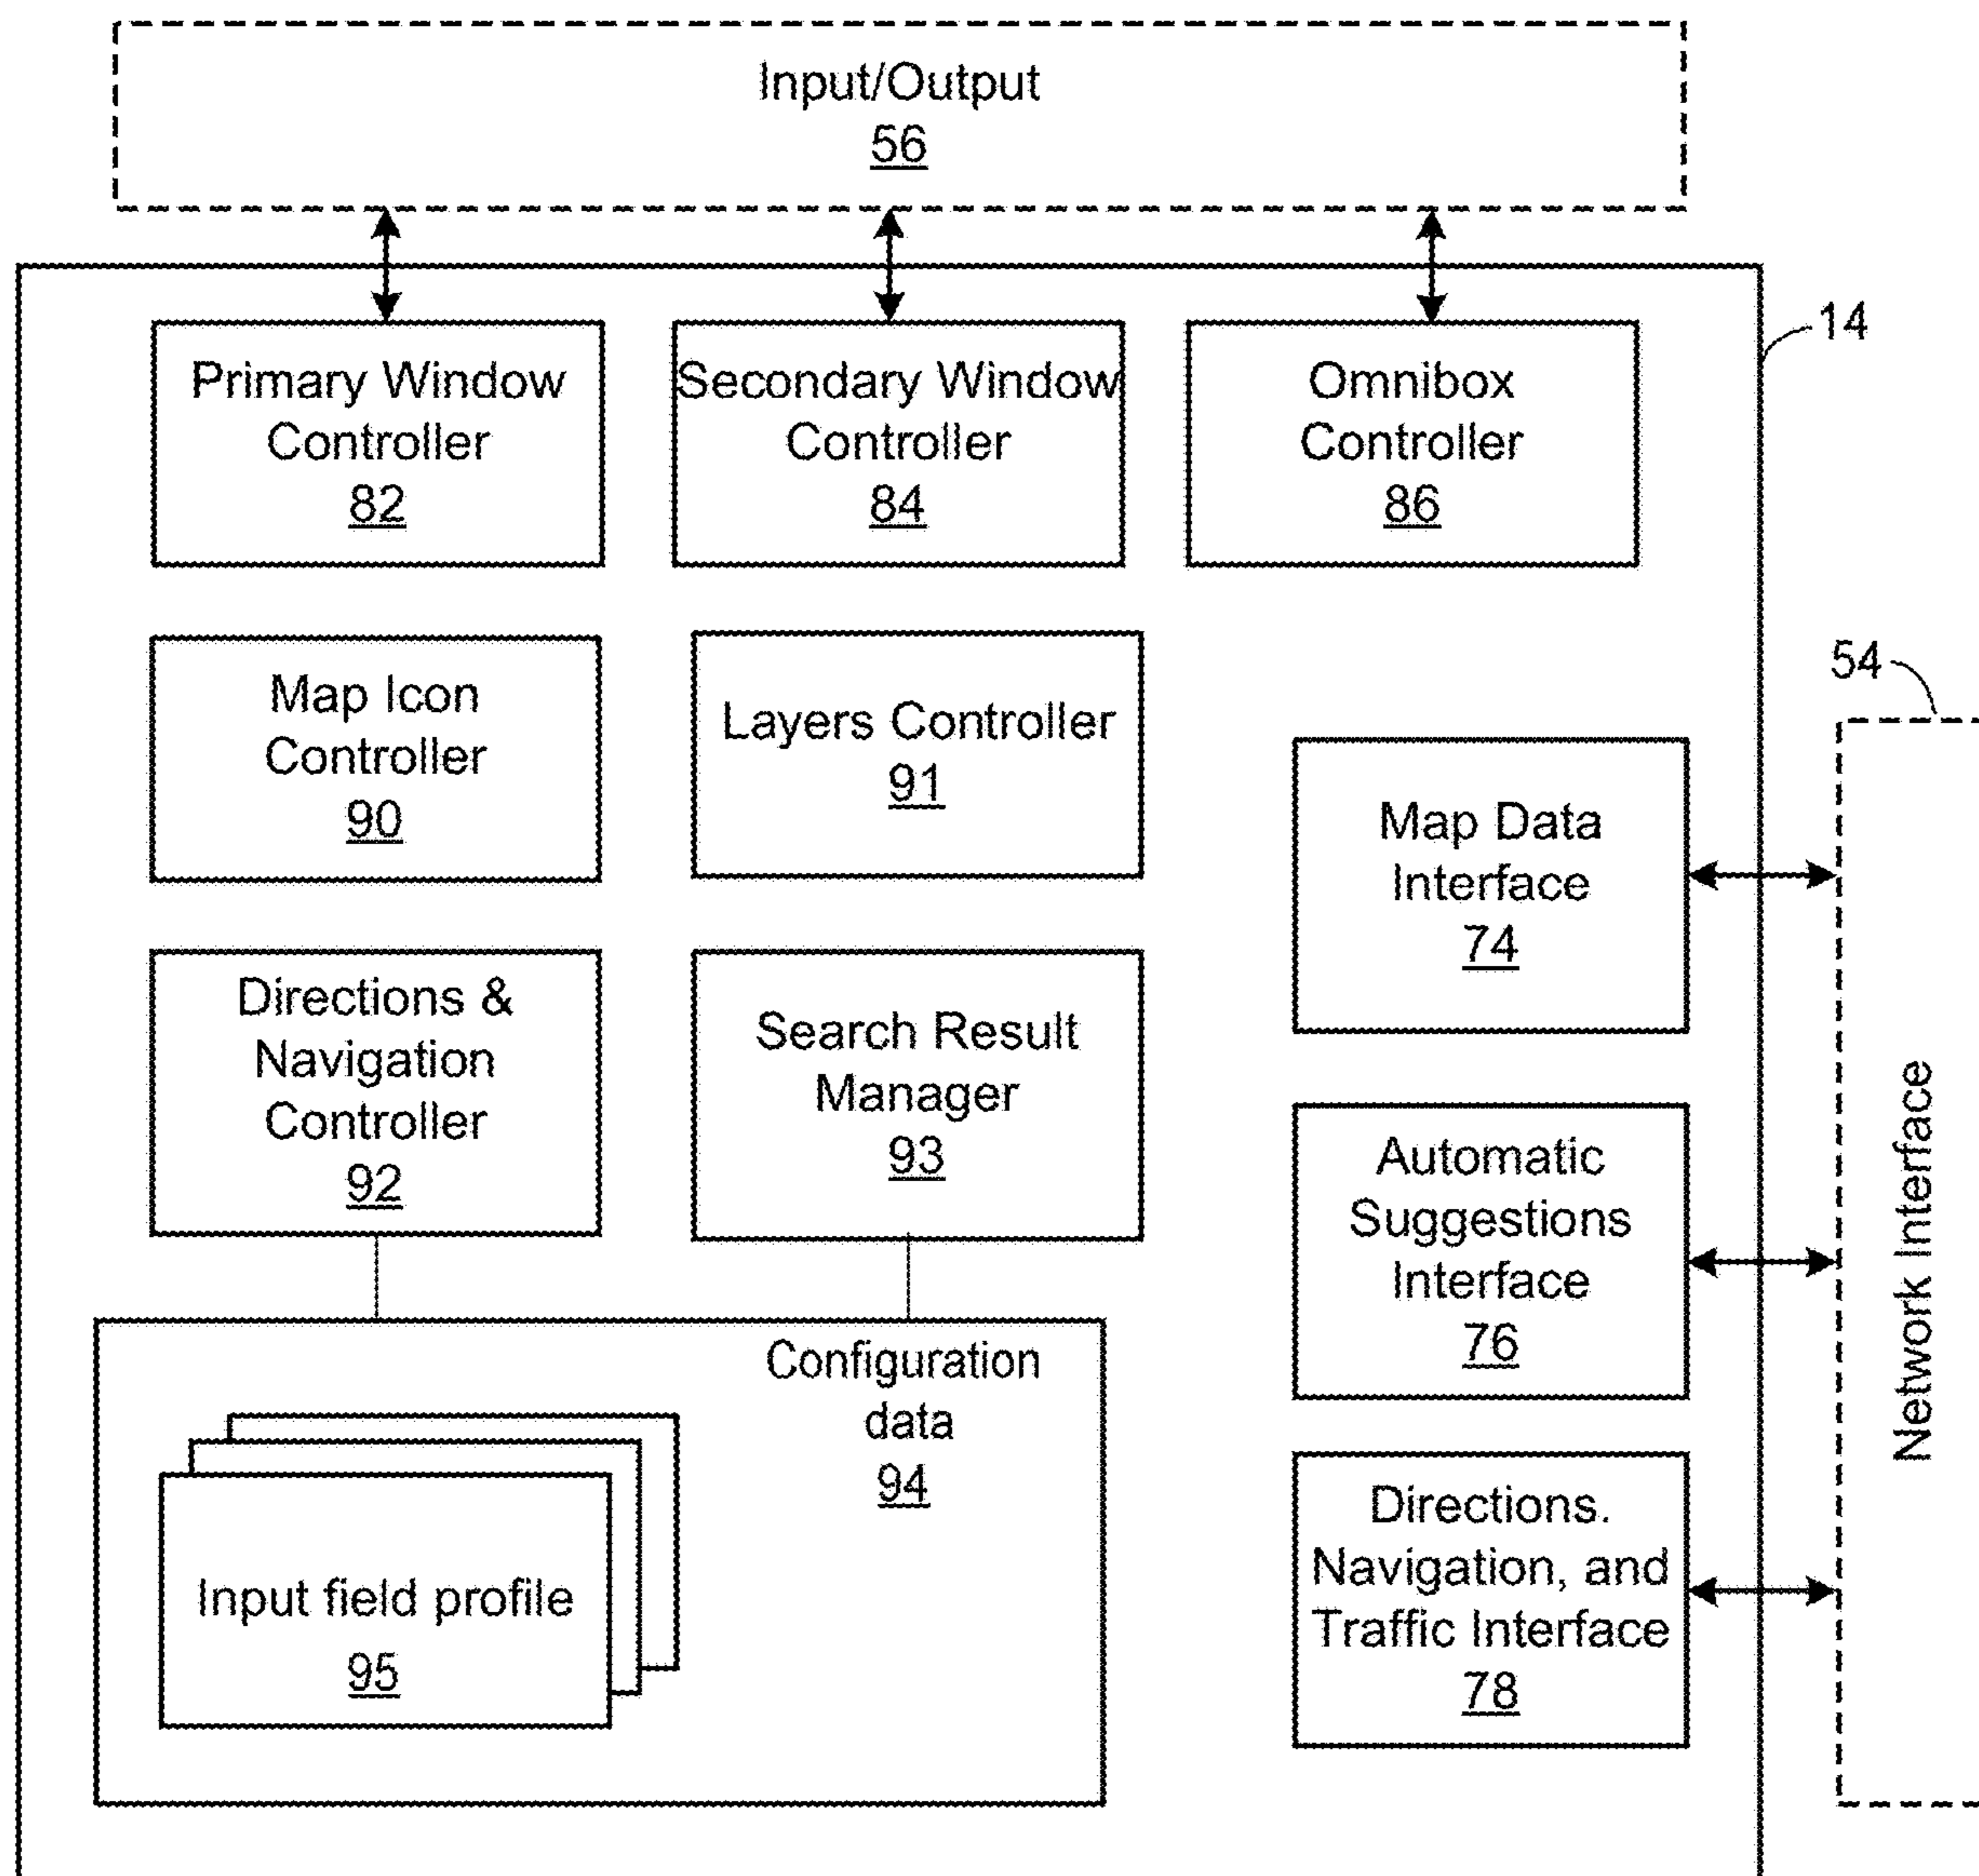 Input/Output
56
14
Primary Window
Controller
82
Secondary Window
Controller
84
Omnibox
Controller
86
54
Map Icon
Controller
90
Layers Controller
91
Map Data
Interface
74
Directions &
Navigation
Controller
92
Search Result
Manager
93
Automatic
Suggestions
Interface
76
Network Interface
Configuration
data
94
Input field profile
95
Directions.
Navigation, and
Traffic Interface
78